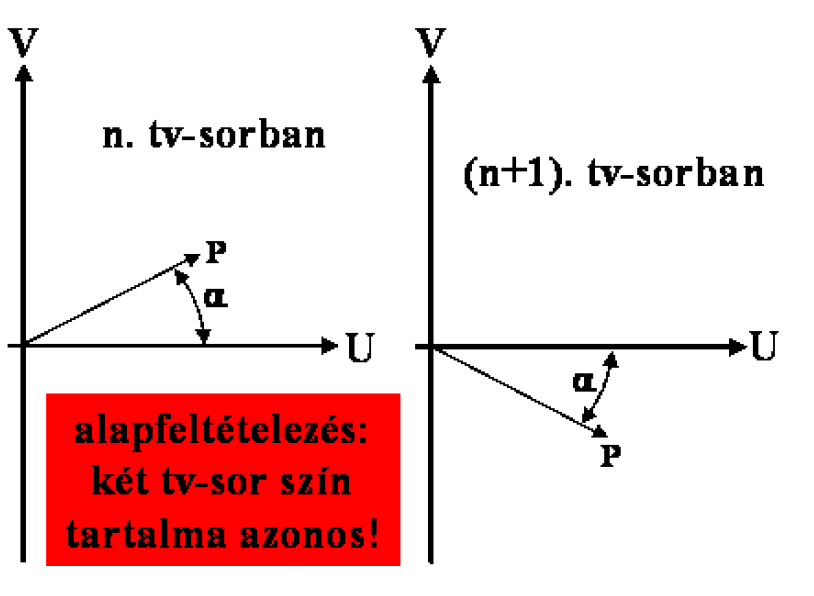 V
n. tv-sorban
P
α
U
alapfeltételezés:
két tv-sor szín
tartalma azonos!
V
(n+1). tv-sorban
U
α
P